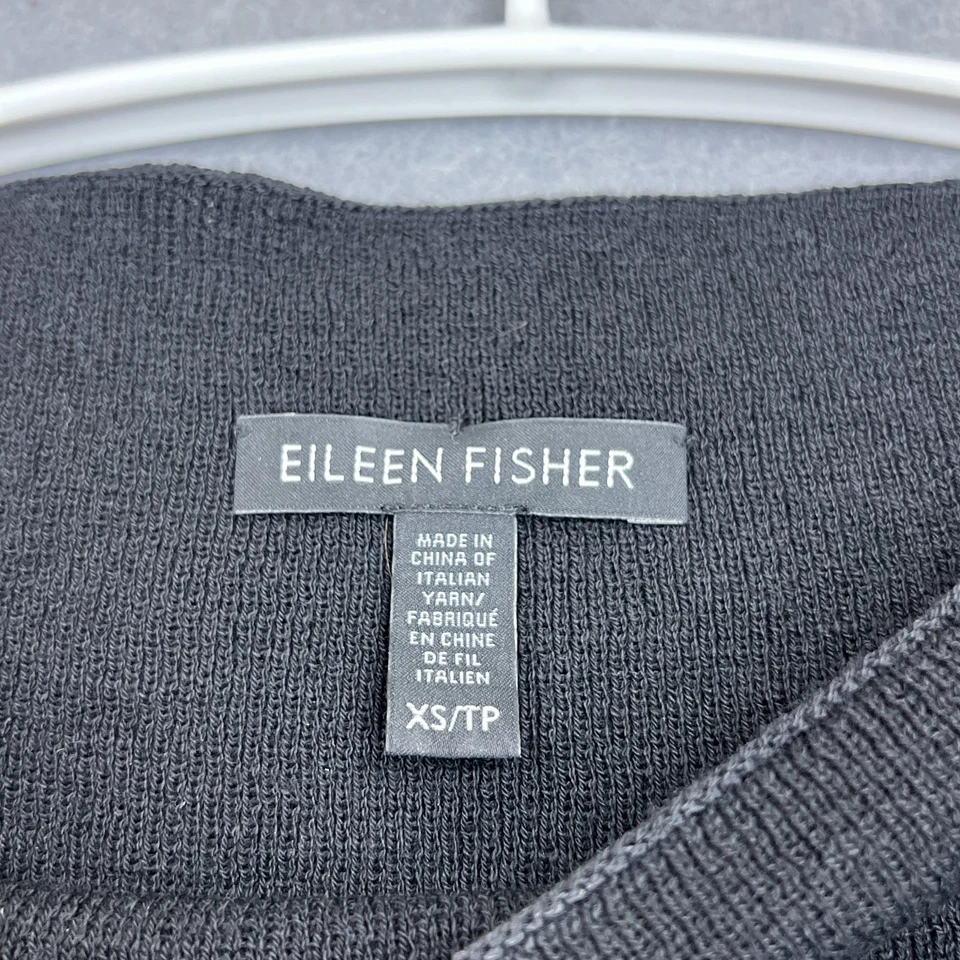 EILEEN FISHER
MADE IN
CHINA OF
ITALIAN
YARN/
FABRIQUÉ
EN CHINE
DE FIL
ITALIEN
XS/TP